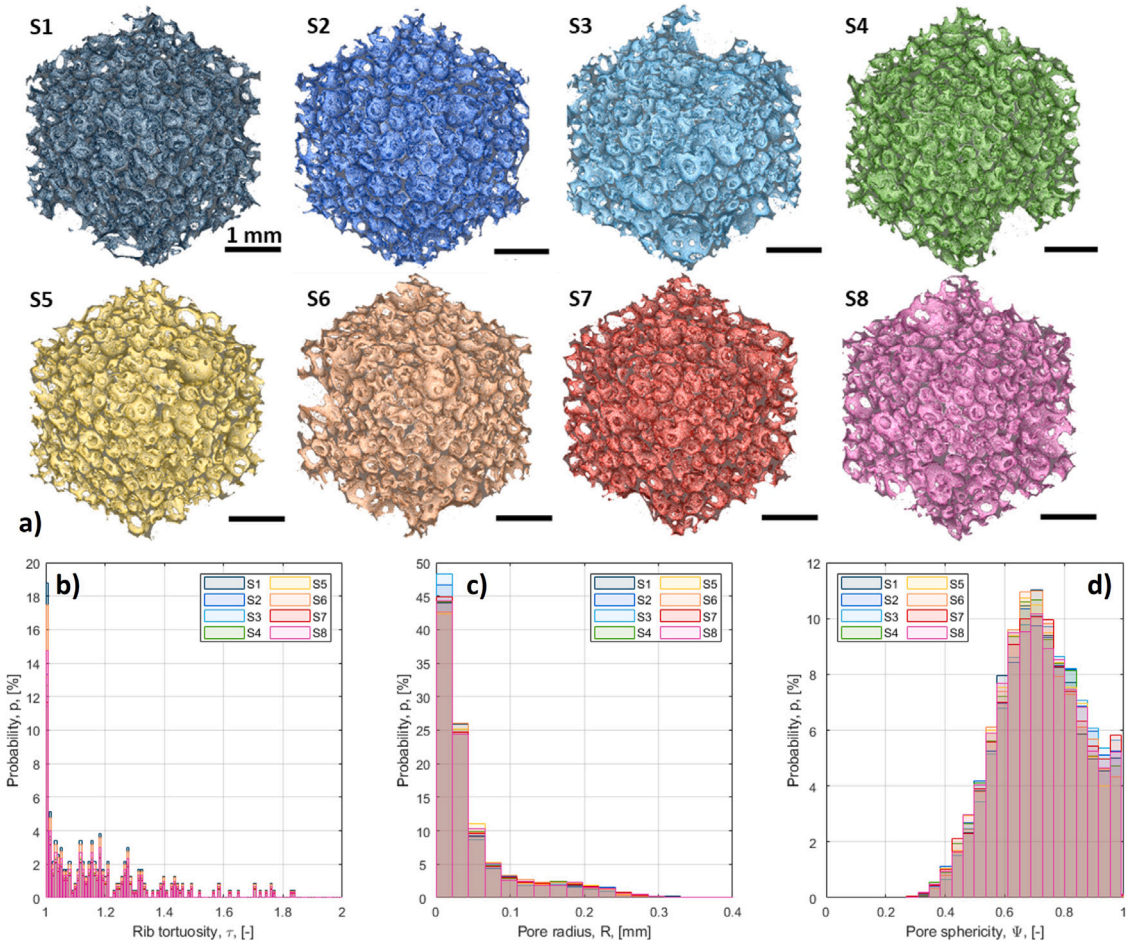 S1
S2
S3
S4
1 mm
S5
S6
S7
S8
a)
b)
20
18
16
14
12
10
8
6
4
2
0
Probability, p, [%]
S1 S5
S2 S6
S3 S7
S4 S8
1 1.2 1.4 1.6 1.8 2
Rib tortuosity, τ, [-]
c)
50
45
40
35
30
25
20
15
10
5
0
Probability, p, [%]
S1 S5
S2 S6
S3 S7
S4 S8
0 0.1 0.2 0.3 0.4
Pore radius, R, [mm]
d)
12
10
8
6
4
2
0
Probability, p, [%]
S1 S5
S2 S6
S3 S7
S4 S8
0 0.2 0.4 0.6 0.8 1
Pore sphericity, Ψ, [-]